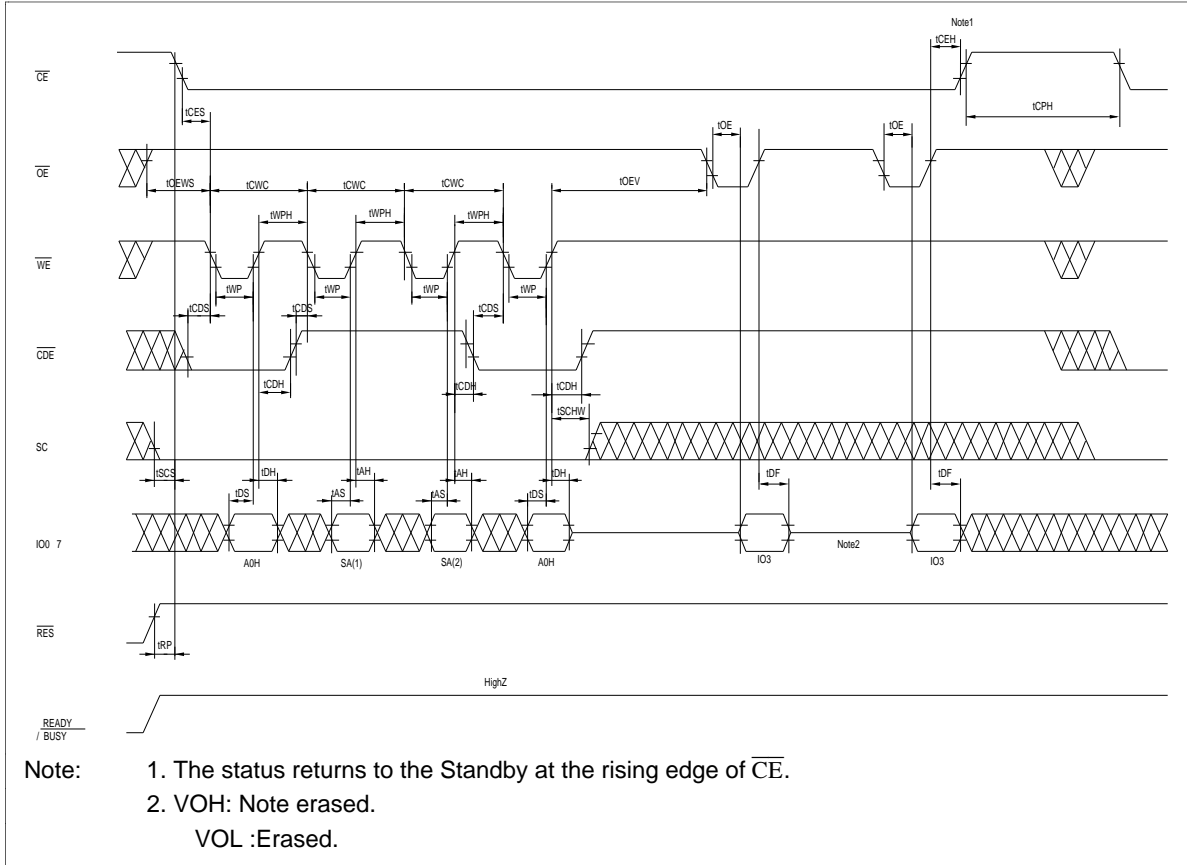 Note1
tCEH
CE
tCES
tCPH
tOE
tOE
OE
tOEWS
tCWC
tCWC
tCWC
tOEV
tWPH
tWPH
tWPH
WE
tWP
tWP
tWP
tWP
tCDS
tCDS
tCDS
CDE
tCDH
tCDH
tCDH
tSCHW
SC
tSCS
tDH
tAH
tAH
tDH
tDF
tDF
tDS
tAS
tAS
tDS
IO0 7
Note2
A0H
SA(1)
SA(2)
A0H
IO3
IO3
RES
tRP
HighZ
READY
/ BUSY
Note: 1. The status returns to the Standby at the rising edge of CE.
2. VOH: Note erased.
VOL :Erased.